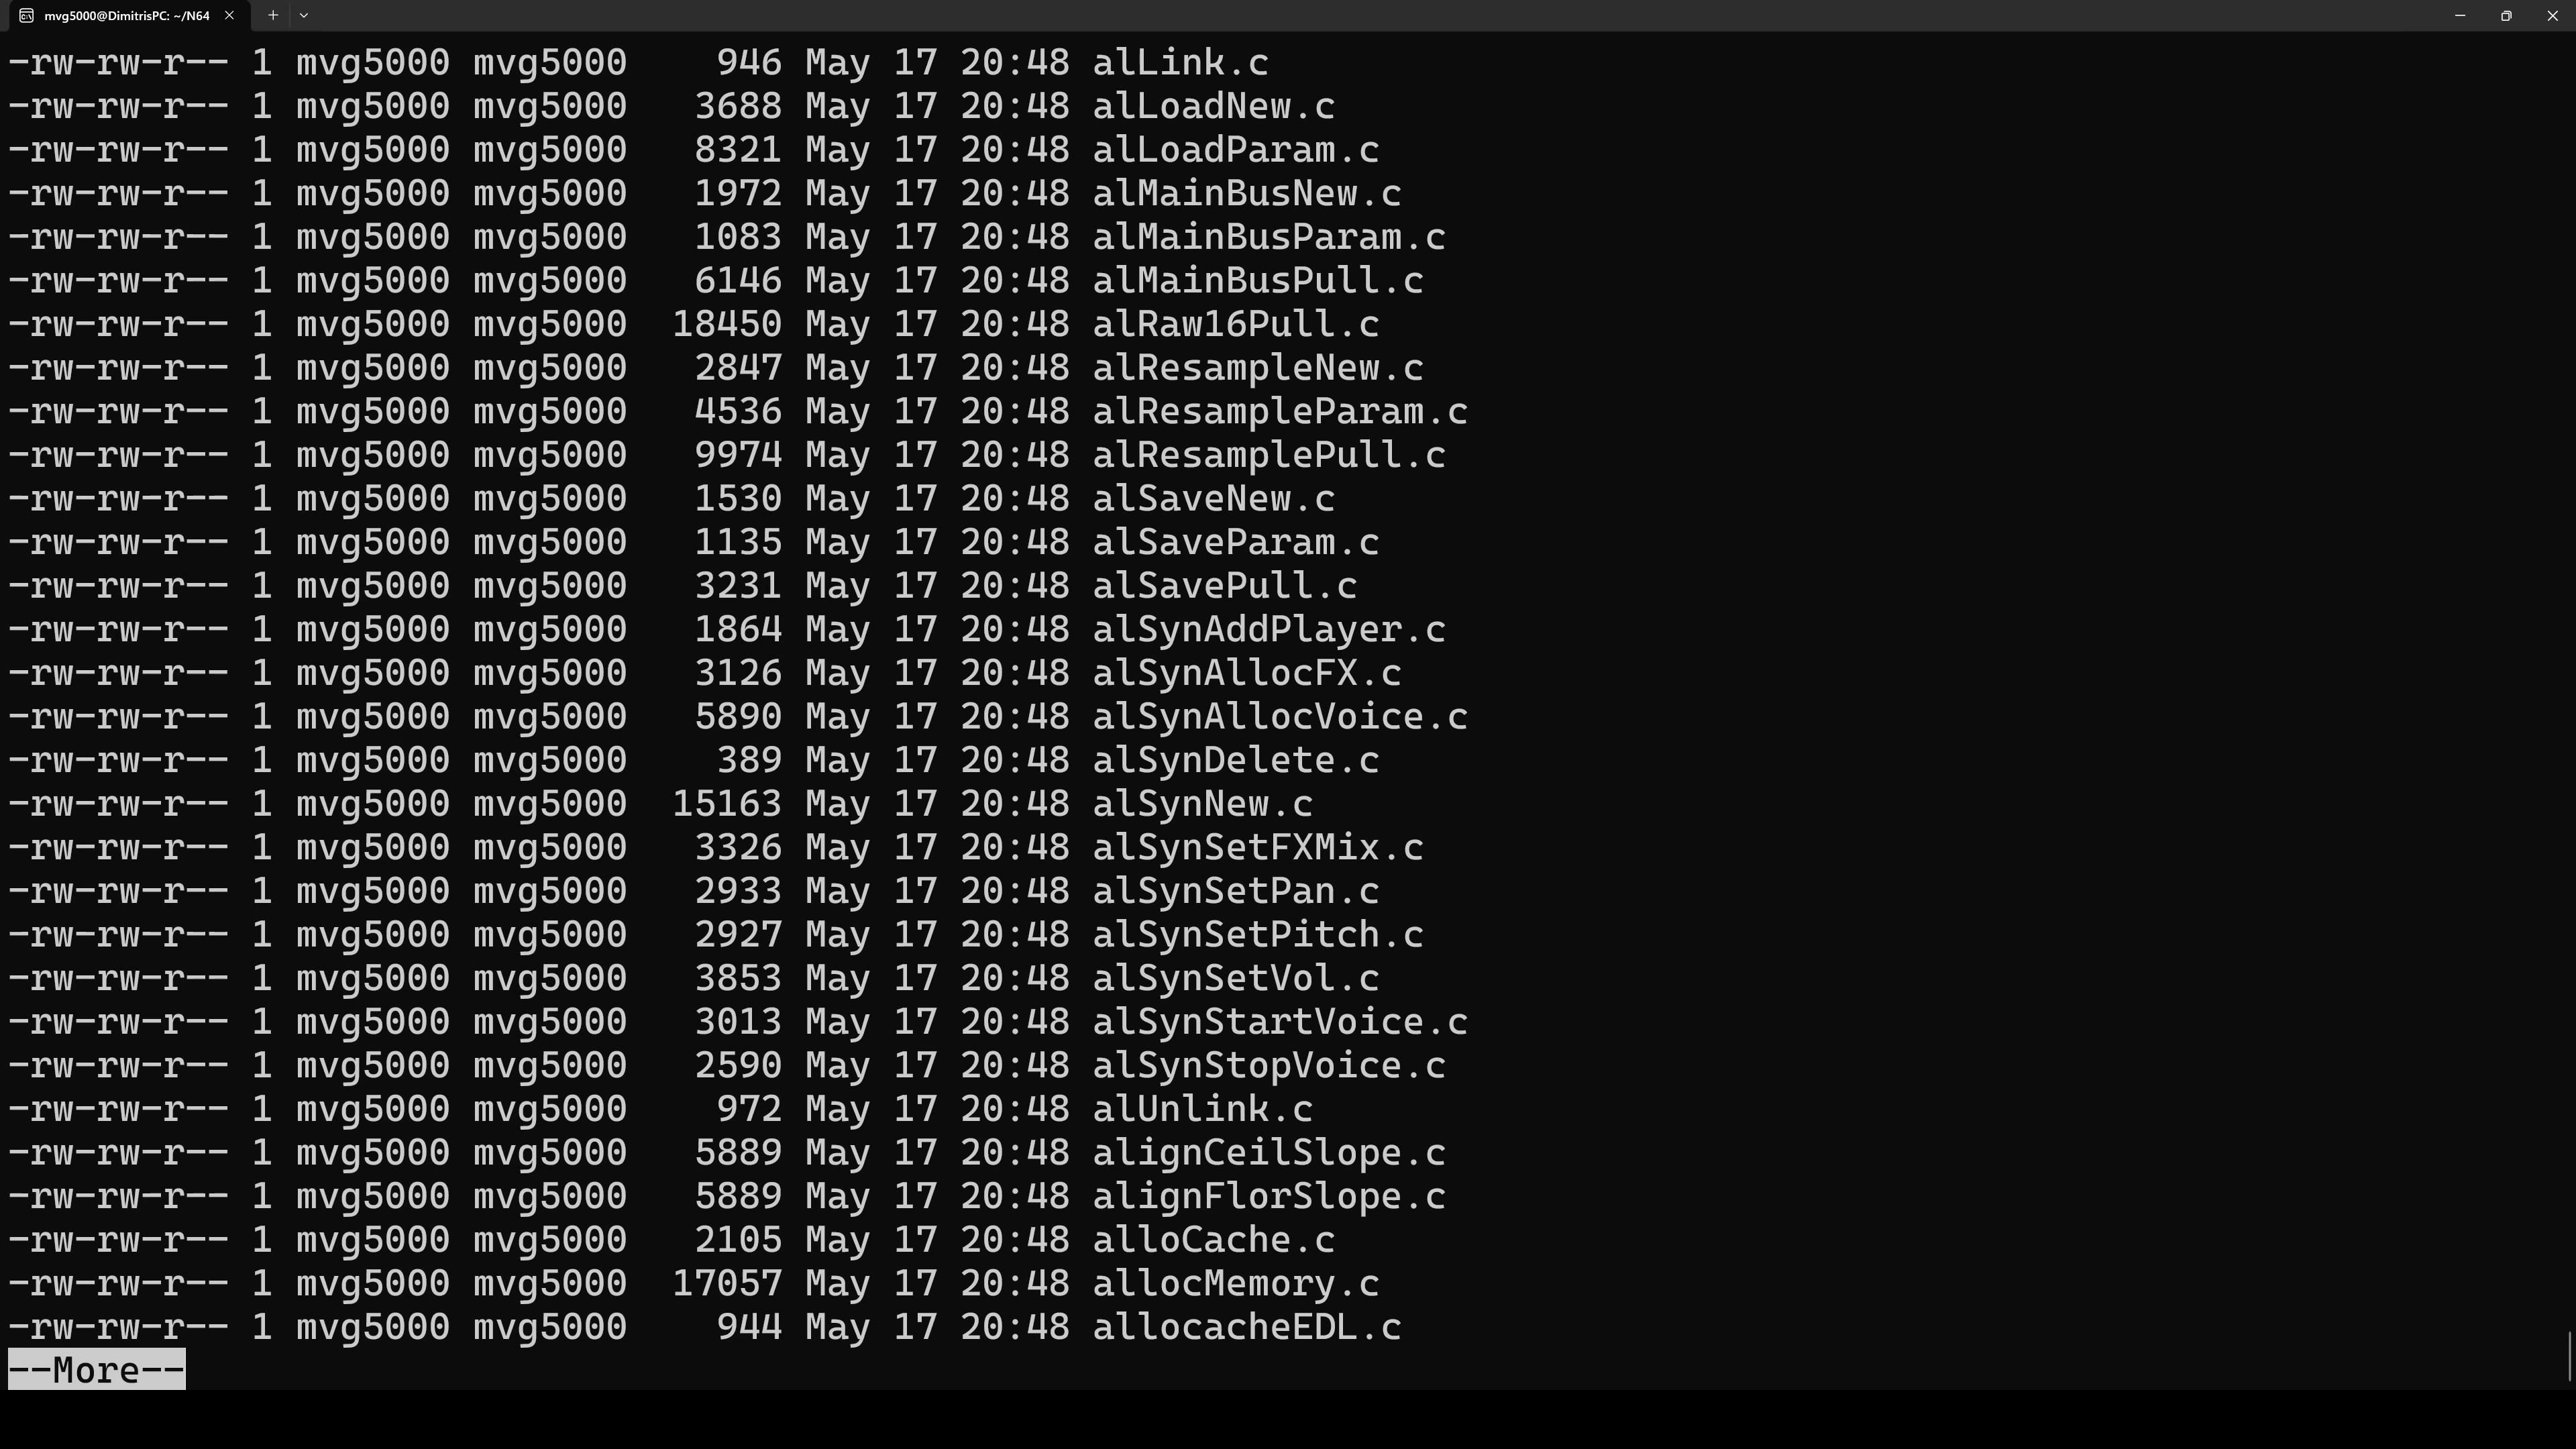 mvg5000@DimitrisPC: ~/N64
-rw-rw-r-- 1 mvg5000 mvg5000    946 May 17 20:48 alLink.c
-rw-rw-r-- 1 mvg5000 mvg5000   3688 May 17 20:48 alLoadNew.c
-rw-rw-r-- 1 mvg5000 mvg5000   8321 May 17 20:48 alLoadParam.c
-rw-rw-r-- 1 mvg5000 mvg5000   1972 May 17 20:48 alMainBusNew.c
-rw-rw-r-- 1 mvg5000 mvg5000   1083 May 17 20:48 alMainBusParam.c
-rw-rw-r-- 1 mvg5000 mvg5000   6146 May 17 20:48 alMainBusPull.c
-rw-rw-r-- 1 mvg5000 mvg5000  18450 May 17 20:48 alRaw16Pull.c
-rw-rw-r-- 1 mvg5000 mvg5000   2847 May 17 20:48 alResampleNew.c
-rw-rw-r-- 1 mvg5000 mvg5000   4536 May 17 20:48 alResampleParam.c
-rw-rw-r-- 1 mvg5000 mvg5000   9974 May 17 20:48 alResamplePull.c
-rw-rw-r-- 1 mvg5000 mvg5000   1530 May 17 20:48 alSaveNew.c
-rw-rw-r-- 1 mvg5000 mvg5000   1135 May 17 20:48 alSaveParam.c
-rw-rw-r-- 1 mvg5000 mvg5000   3231 May 17 20:48 alSavePull.c
-rw-rw-r-- 1 mvg5000 mvg5000   1864 May 17 20:48 alSynAddPlayer.c
-rw-rw-r-- 1 mvg5000 mvg5000   3126 May 17 20:48 alSynAllocFX.c
-rw-rw-r-- 1 mvg5000 mvg5000   5890 May 17 20:48 alSynAllocVoice.c
-rw-rw-r-- 1 mvg5000 mvg5000    389 May 17 20:48 alSynDelete.c
-rw-rw-r-- 1 mvg5000 mvg5000  15163 May 17 20:48 alSynNew.c
-rw-rw-r-- 1 mvg5000 mvg5000   3326 May 17 20:48 alSynSetFXMix.c
-rw-rw-r-- 1 mvg5000 mvg5000   2933 May 17 20:48 alSynSetPan.c
-rw-rw-r-- 1 mvg5000 mvg5000   2927 May 17 20:48 alSynSetPitch.c
-rw-rw-r-- 1 mvg5000 mvg5000   3853 May 17 20:48 alSynSetVol.c
-rw-rw-r-- 1 mvg5000 mvg5000   3013 May 17 20:48 alSynStartVoice.c
-rw-rw-r-- 1 mvg5000 mvg5000   2590 May 17 20:48 alSynStopVoice.c
-rw-rw-r-- 1 mvg5000 mvg5000    972 May 17 20:48 alUnlink.c
-rw-rw-r-- 1 mvg5000 mvg5000   5889 May 17 20:48 alignCeilSlope.c
-rw-rw-r-- 1 mvg5000 mvg5000   5889 May 17 20:48 alignFlorSlope.c
-rw-rw-r-- 1 mvg5000 mvg5000   2105 May 17 20:48 alloCache.c
-rw-rw-r-- 1 mvg5000 mvg5000  17057 May 17 20:48 allocMemory.c
-rw-rw-r-- 1 mvg5000 mvg5000    944 May 17 20:48 allocacheEDL.c
--More--